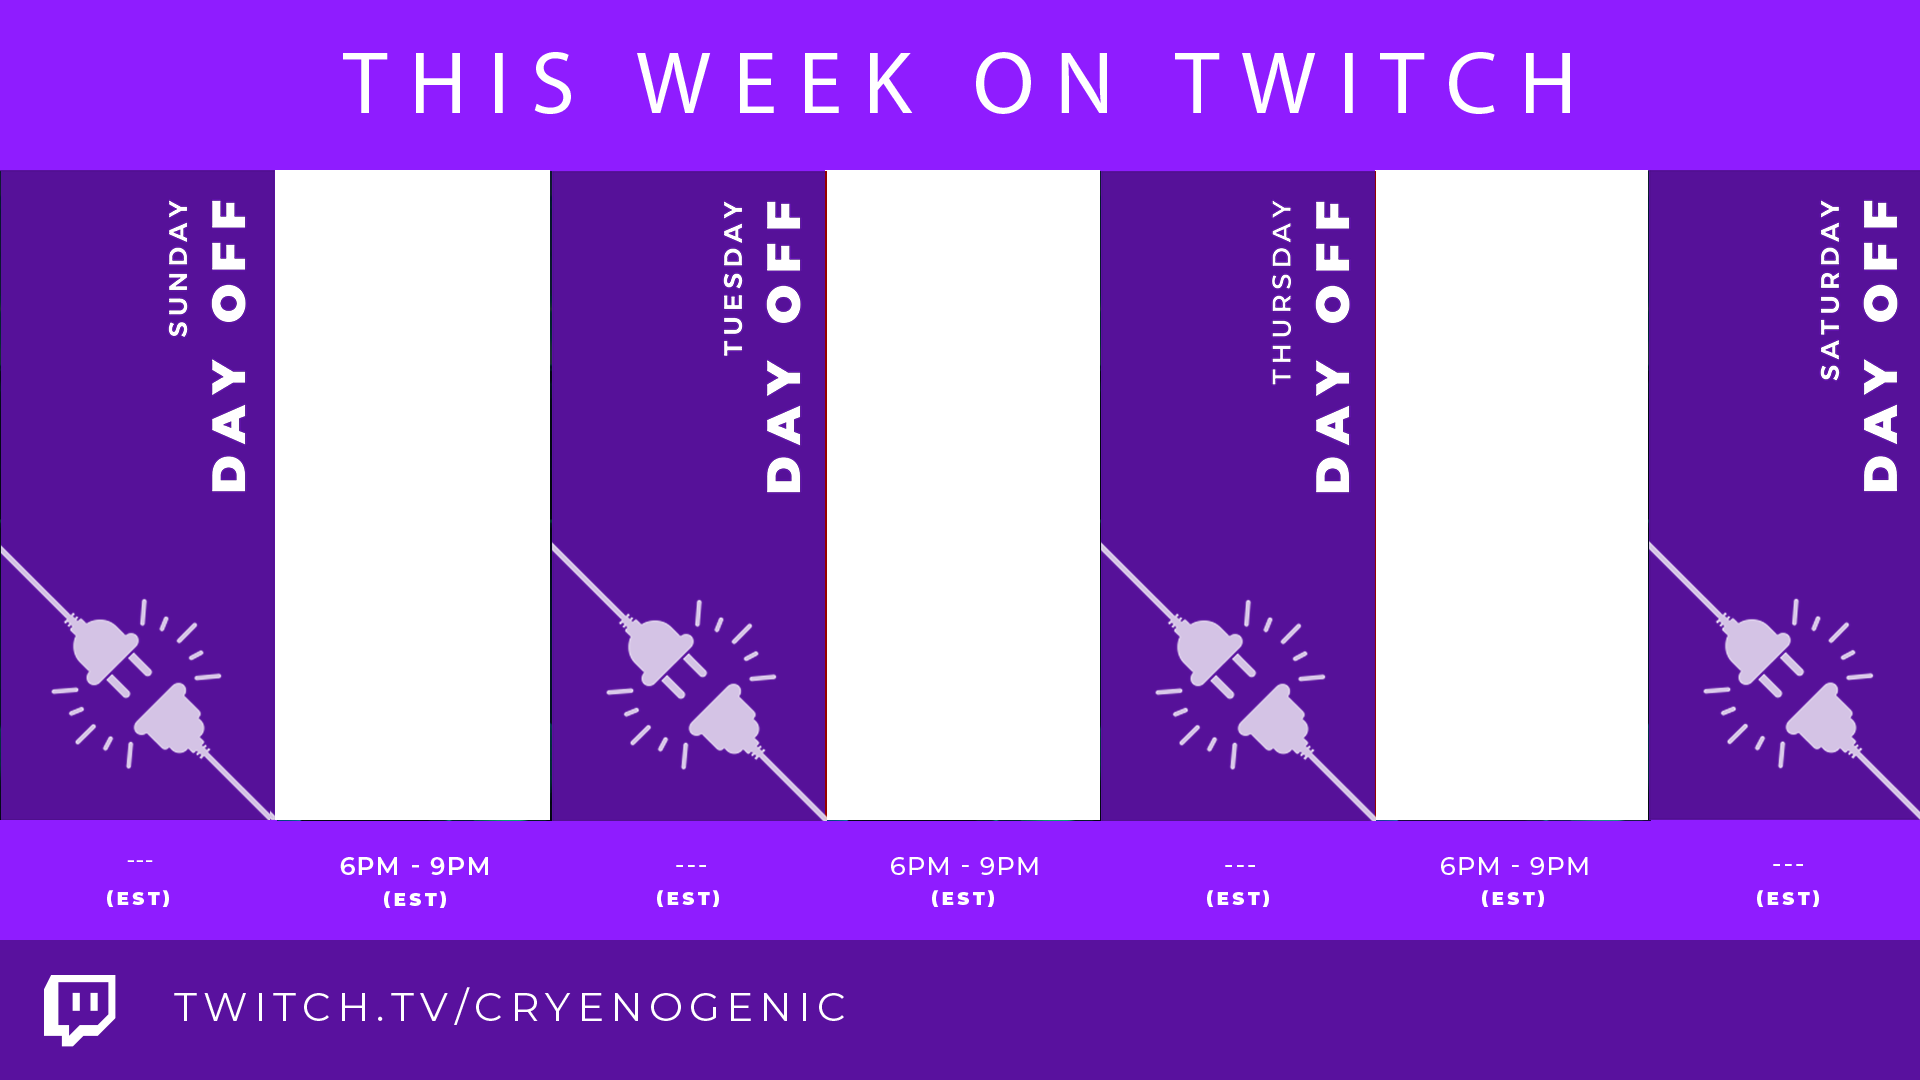 THIS WEEK ON TWITCH
SUNDAY
DAY OFF
TUESDAY
DAY OFF
THURSDAY
DAY OFF
SATURDAY
DAY OFF
---
(EST)
6PM - 9PM
(EST)
---
(EST)
6PM - 9PM
(EST)
---
(EST)
6PM - 9PM
(EST)
---
(EST)
TWITCH.TV/CRYENOGENIC